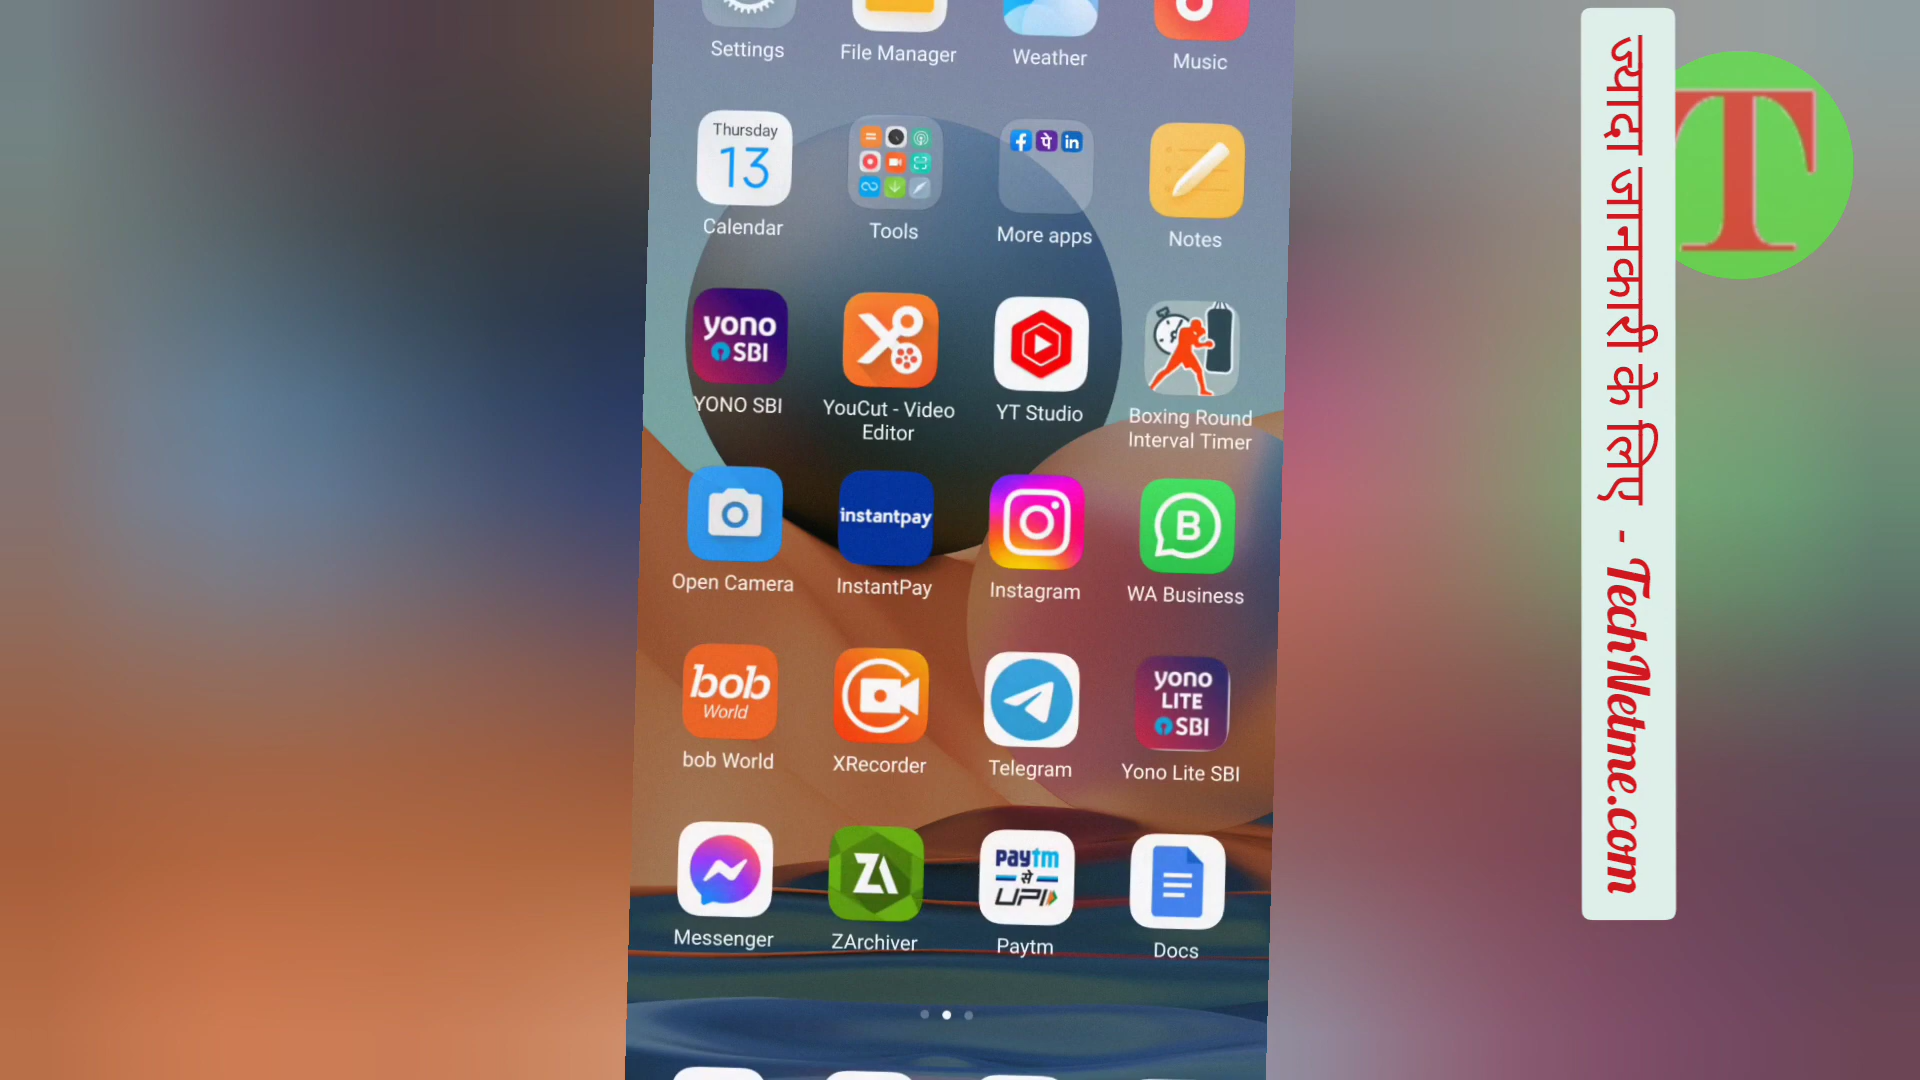 Settings
File Manager
Weather
Music
Thursday
13
Calendar
Tools
पे
in
More apps
Notes
yono
SBI
YONO SBI
YouCut - Video
Editor
YT Studio
Boxing Round
Interval Timer
Open Camera
instantpay
InstantPay
Instagram
B
WA Business
bob
World
bob World
XRecorder
Telegram
yono
LITE
SBI
Yono Lite SBI
Messenger
ZA
ZArchiver
paytm
से
UPI
Paytm
Docs
T
ज्यादा जानकारी के लिए - TechNetme.com